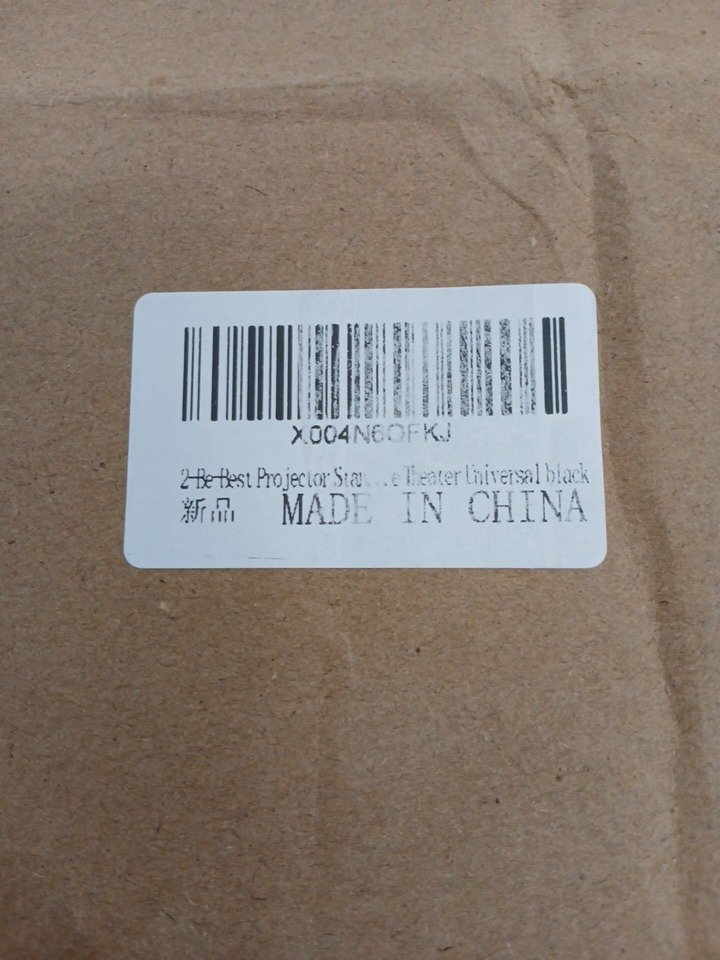 X004N6OFKJ
2-Be-Best Projector Theater Universal black
新品 MADE IN CHINA